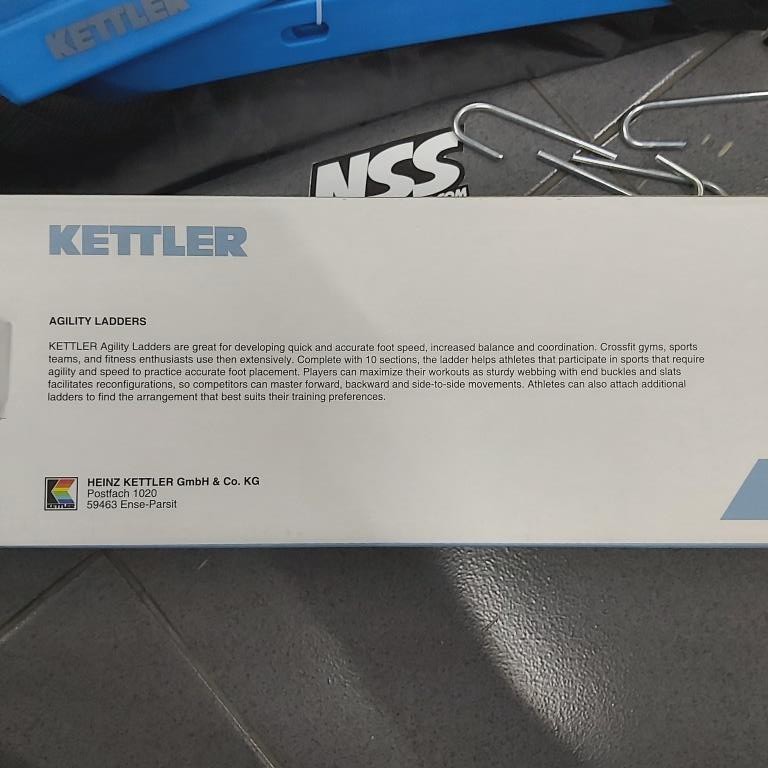 KETTLER
NSS
.COM
KETTLER
AGILITY LADDERS
KETTLER Agility Ladders are great for developing quick and accurate foot speed, increased balance and coordination. Crossfit gyms, sports
teams, and fitness enthusiasts use then extensively. Complete with 10 sections, the ladder helps athletes that participate in sports that require
agility and speed to practice accurate foot placement. Players can maximize their workouts as sturdy webbing with end buckles and slats
facilitates reconfigurations, so competitors can master forward, backward and side-to-side movements. Athletes can also attach additional
ladders to find the arrangement that best suits their training preferences.
HEINZ KETTLER GmbH & Co. KG
Postfach 1020
59463 Ense-Parsit
KETTLER